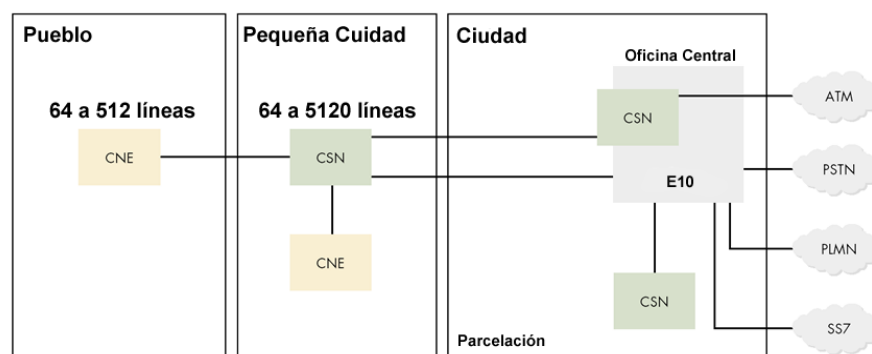 Pueblo
64 a 512 líneas
CNE
Pequeña Cuidad
64 a 5120 líneas
CSN
CNE
Ciudad
Oficina Central
CSN
E10
CSN
Parcelación
ATM
PSTN
PLMN
SS7